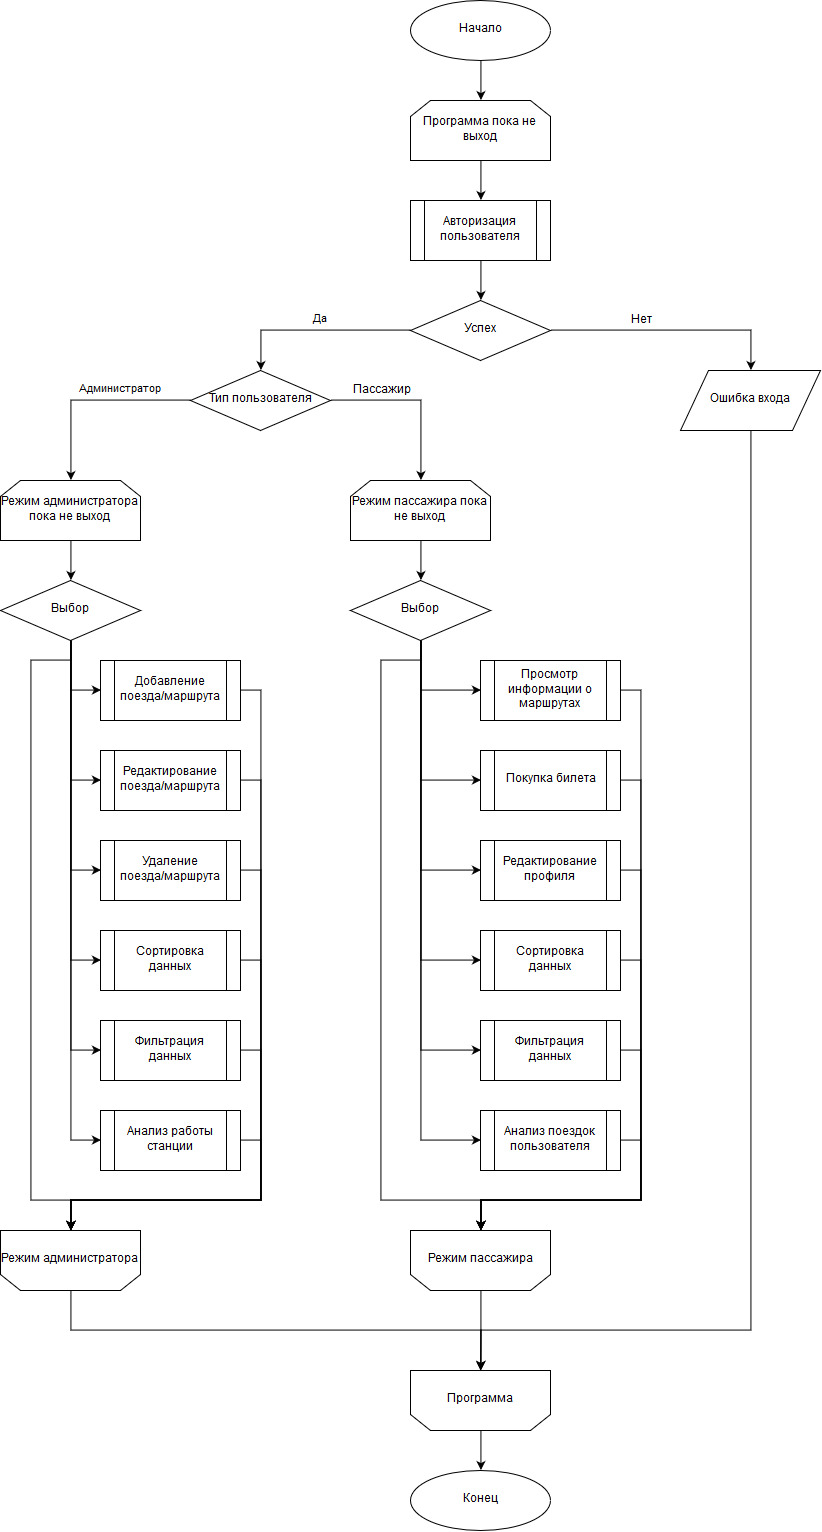 Начало
Программа пока не
выход
Авторизация
пользователя
Да
Успех
Нет
Администратор
Тип пользователя
Пассажир
Ошибка входа
Режим администратора
пока не выход
Режим пассажира пока
не выход
Выбор
Выбор
Добавление
поезда/маршрута
Просмотр
информации о
маршрутах
Редактирование
поезда/маршрута
Покупка билета
Удаление
поезда/маршрута
Редактирование
профиля
Сортировка
данных
Сортировка
данных
Фильтрация
данных
Фильтрация
данных
Анализ работы
станции
Анализ поездок
пользователя
Режим администратора
Режим пассажира
Программа
Конец